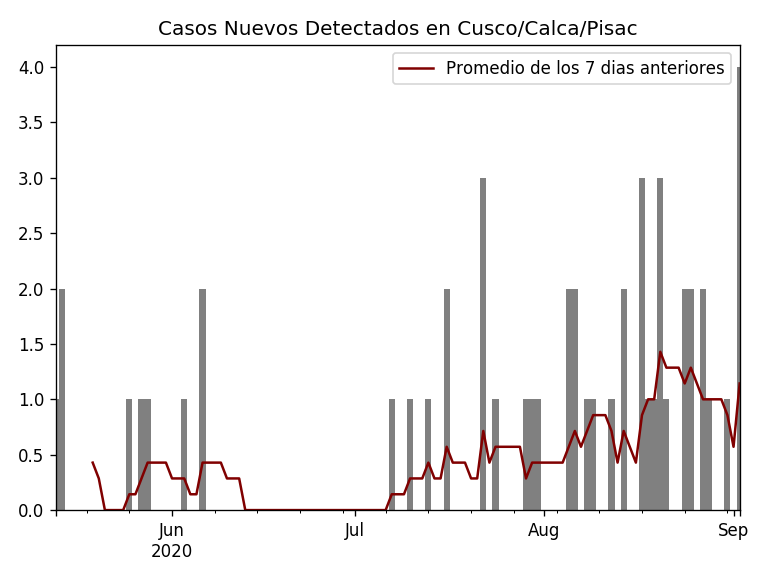 Casos Nuevos Detectados en Cusco/Calca/Pisac
Promedio de los 7 dias anteriores
4.0
3.5
3.0
2.5
2.0
1.5
1.0
0.5
0.0
Jun
2020
Jul
Aug
Sep